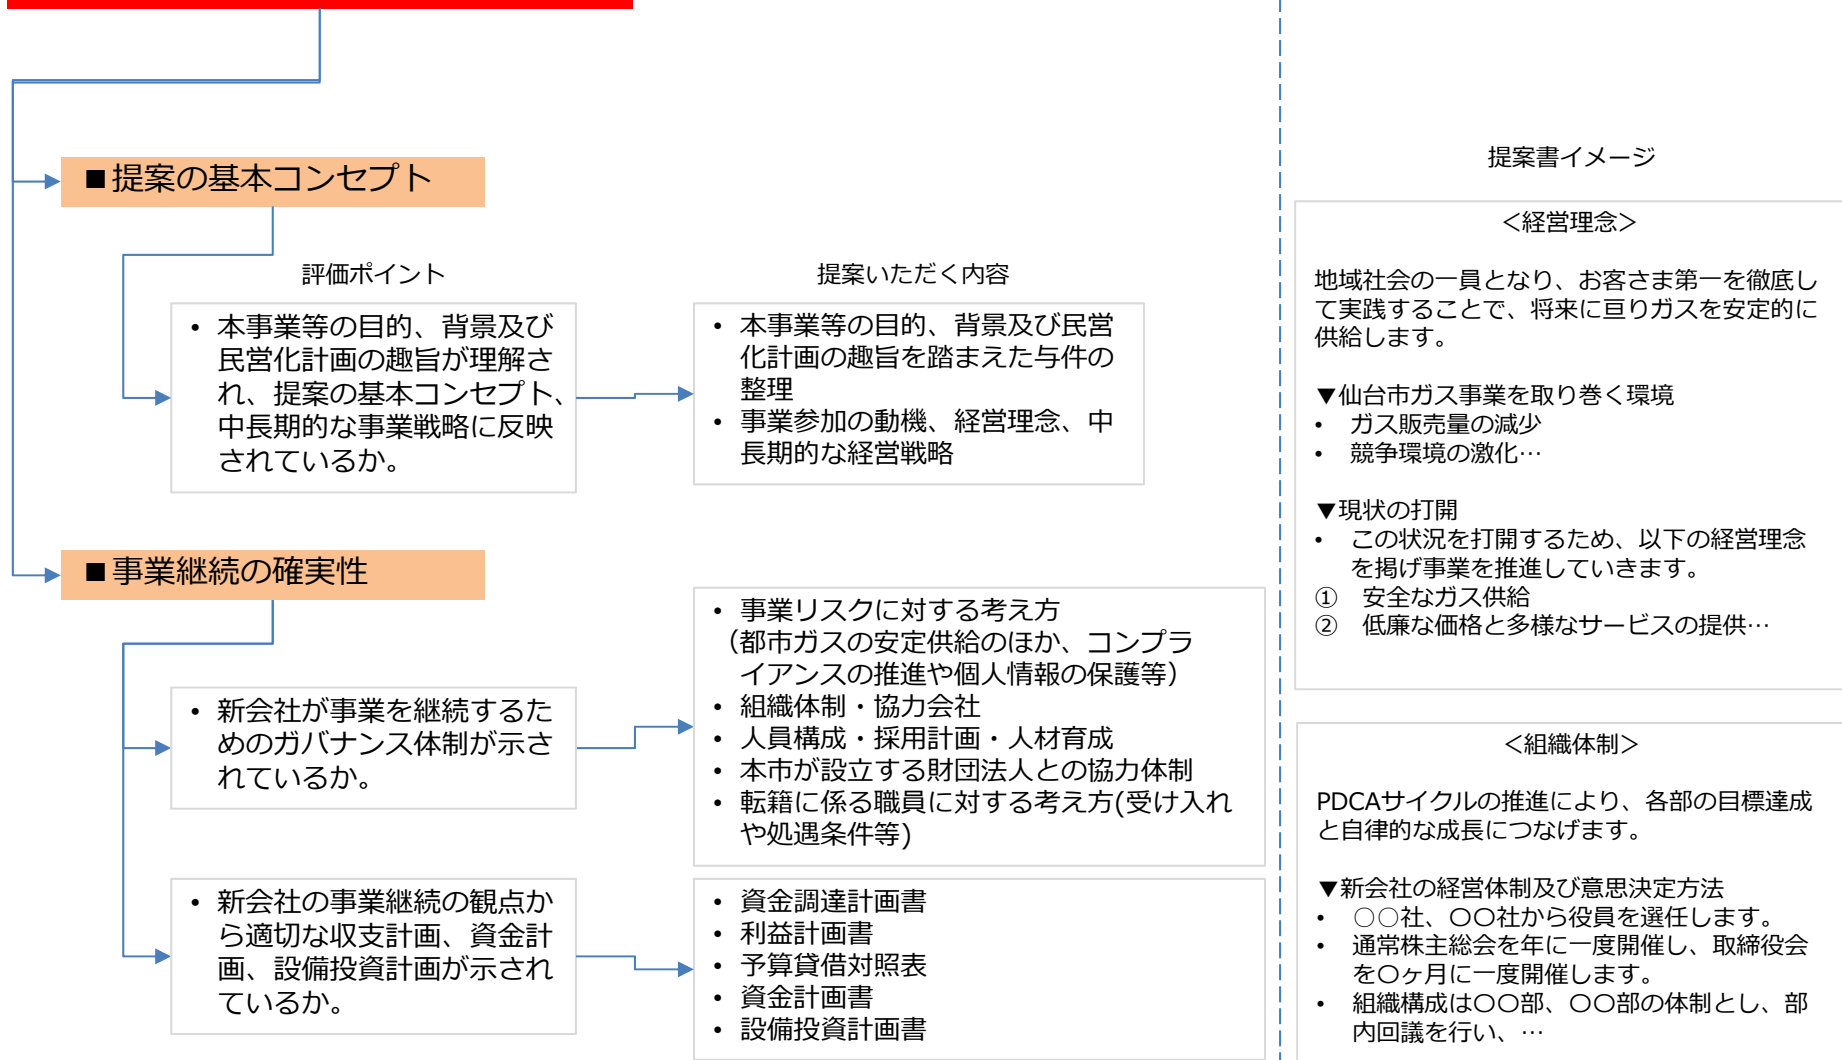 ■提案の基本コンセプト
評価ポイント
・本事業等の目的、背景及び
民営化計画の趣旨が理解さ
れ、提案の基本コンセプト、
中長期的な事業戦略に反映
されているか。
提案いただく内容
・本事業等の目的、背景及び民営
化計画の趣旨を踏まえた与件の
整理
・事業参加の動機、経営理念、中
長期的な経営戦略
■事業継続の確実性
・新会社が事業を継続するた
めのガバナンス体制が示さ
れているか。
・事業リスクに対する考え方
（都市ガスの安定供給のほか、コンプラ
イアンスの推進や個人情報の保護等）
・組織体制・協力会社
・人員構成・採用計画・人材育成
・本市が設立する財団法人との協力体制
・転籍に係る職員に対する考え方(受け入れ
や処遇条件等)
・新会社の事業継続の観点か
ら適切な収支計画、資金計
画、設備投資計画が示され
ているか。
・資金調達計画書
・利益計画書
・予算貸借対照表
・資金計画書
・設備投資計画書
提案書イメージ
＜経営理念＞
地域社会の一員となり、お客さま第一を徹底し
て実践することで、将来に亘りガスを安定的に
供給します。
▼仙台市ガス事業を取り巻く環境
・ガス販売量の減少
・競争環境の激化…
▼現状の打開
・この状況を打開するため、以下の経営理念
を掲げ事業を推進していきます。
①　安全なガス供給
②　低廉な価格と多様なサービスの提供…
＜組織体制＞
PDCAサイクルの推進により、各部の目標達成
と自律的な成長につなげます。
▼新会社の経営体制及び意思決定方法
・○○社、〇〇社から役員を選任します。
・通常株主総会を年に一度開催し、取締役会
を〇ヶ月に一度開催します。
・組織構成は〇〇部、〇〇部の体制とし、部
内回議を行い、…